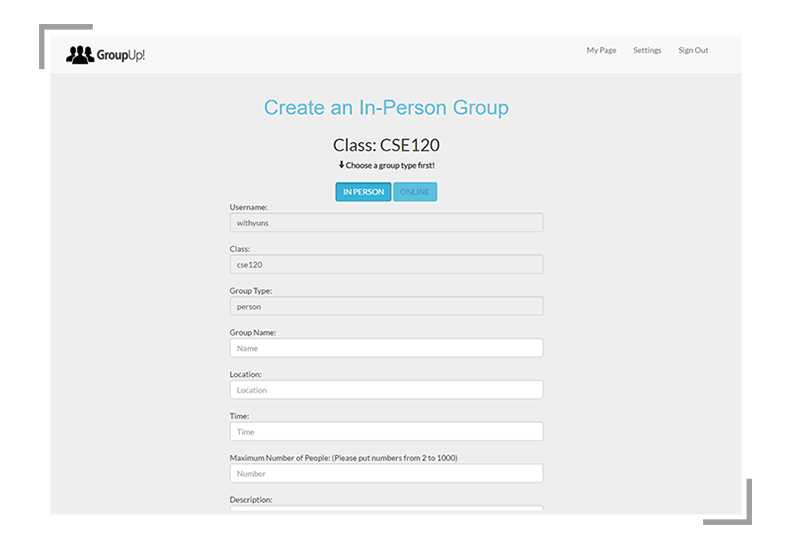 GroupUp!
My Page Settings Sign Out
Create an In-Person Group
Class: CSE120
Choose a group type first!
IN PERSON ONLINE
Username:
withyuns
Class:
cse120
Group Type:
person
Group Name:
Name
Location:
Location
Time:
Time
Maximum Number of People: (Please put numbers from 2 to 1000)
Number
Description: